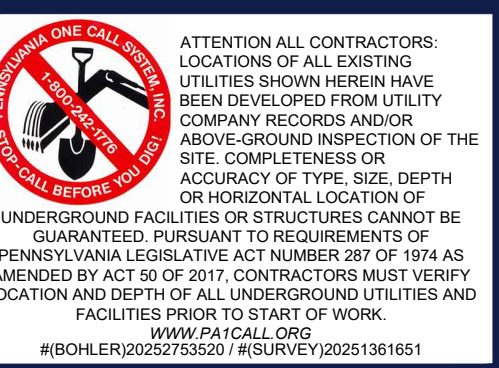 PENNSYLVANIA ONE CALL SYSTEM, INC.
1-800-242-1776
STOP-CALL BEFORE YOU DIG!
ATTENTION ALL CONTRACTORS:
LOCATIONS OF ALL EXISTING
UTILITIES SHOWN HEREIN HAVE
BEEN DEVELOPED FROM UTILITY
COMPANY RECORDS AND/OR
ABOVE-GROUND INSPECTION OF THE
SITE. COMPLETENESS OR
ACCURACY OF TYPE, SIZE, DEPTH
OR HORIZONTAL LOCATION OF
UNDERGROUND FACILITIES OR STRUCTURES CANNOT BE
GUARANTEED. PURSUANT TO REQUIREMENTS OF
PENNSYLVANIA LEGISLATIVE ACT NUMBER 287 OF 1974 AS
AMENDED BY ACT 50 OF 2017, CONTRACTORS MUST VERIFY
LOCATION AND DEPTH OF ALL UNDERGROUND UTILITIES AND
FACILITIES PRIOR TO START OF WORK.
WWW.PA1CALL.ORG
#(BOHLER)20252753520 / #(SURVEY)20251361651